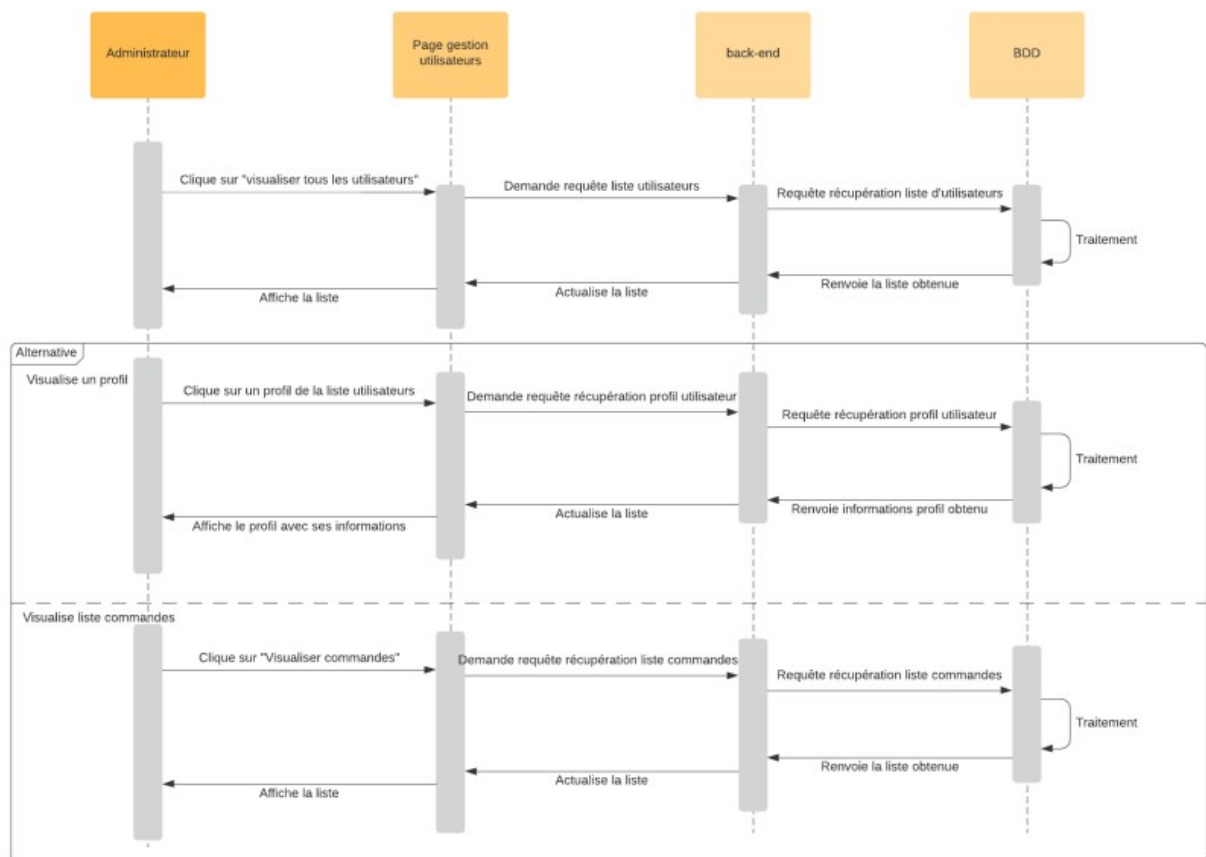 Administrateur
Page gestion
utilisateurs
back-end
BDD
Clique sur "visualiser tous les utilisateurs"
Demande requête liste utilisateurs
Requête récupération liste d'utilisateurs
Traitement
Renvoie la liste obtenue
Actualise la liste
Affiche la liste
Alternative
Visualise un profil
Clique sur un profil de la liste utilisateurs
Demande requête récupération profil utilisateur
Requête récupération profil utilisateur
Traitement
Renvoie informations profil obtenu
Actualise la liste
Affiche le profil avec ses informations
Visualise liste commandes
Clique sur "Visualiser commandes"
Demande requête récupération liste commandes
Requête récupération liste commandes
Traitement
Renvoie la liste obtenue
Actualise la liste
Affiche la liste